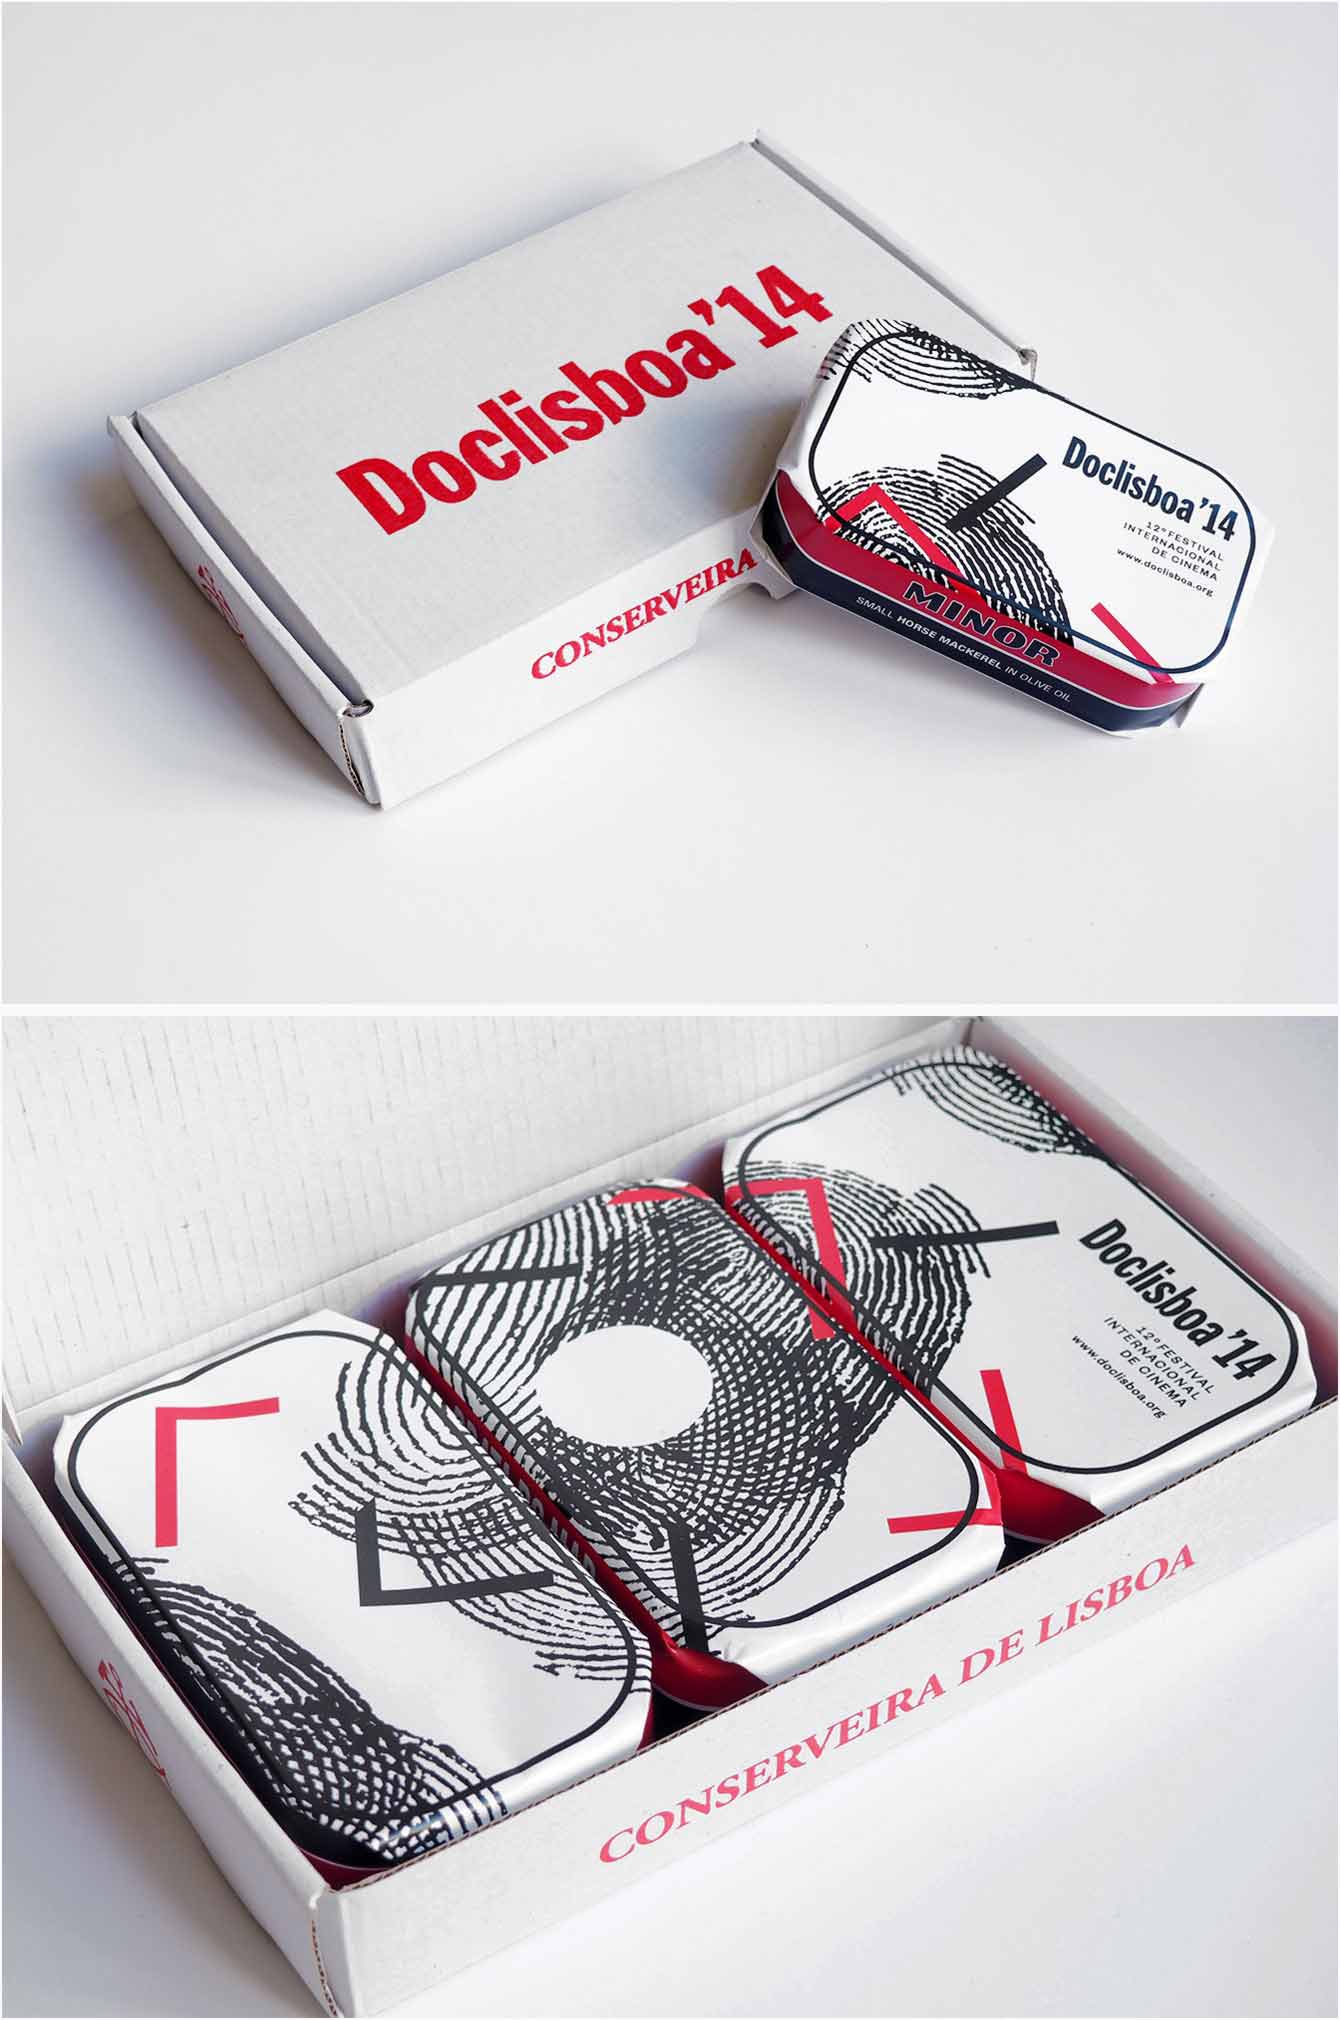 Doclisboa'14
CONSERVEIRA
Doclisboa'14
12º FESTIVAL
INTERNACIONAL
DE CINEMA
www.doclisboa.org
MINOR
SMALL HORSE MACKEREL IN OLIVE OIL
Doclisboa'14
12º FESTIVAL
INTERNACIONAL
DE CINEMA
www.doclisboa.org
CONSERVEIRA DE LISBOA